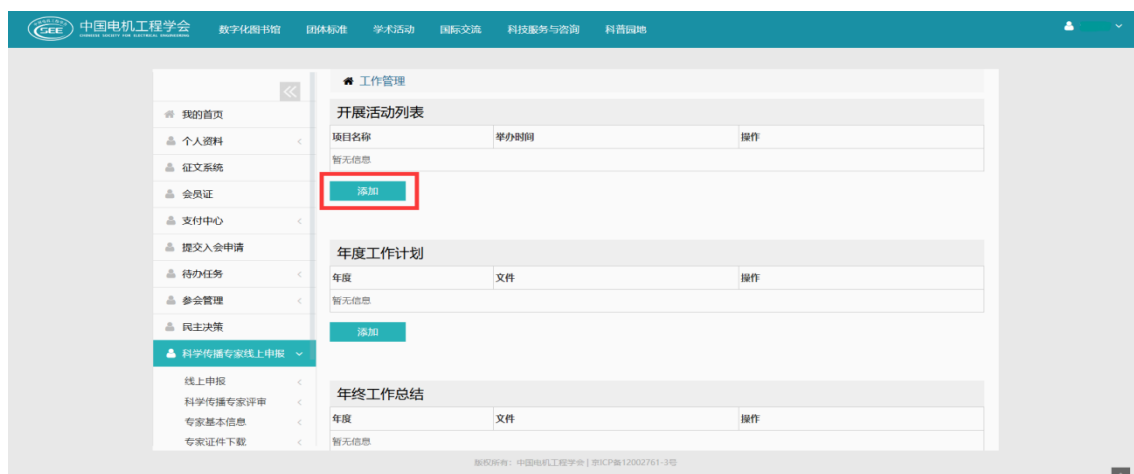 CSEE 中国电机工程学会 数字化图书馆 团体标准 学术活动 国际交流 科技服务与咨询 科普园地
CHINESE SOCIETY FOR ELECTRICAL ENGINEERING
工作管理
我的首页
个人资料
征文系统
会员证
支付中心
提交入会申请
待办任务
参会管理
民主决策
科学传播专家线上申报
线上申报
科学传播专家评审
专家基本信息
专家证件下载
开展活动列表
项目名称 举办时间 操作
暂无信息
添加
年度工作计划
年度 文件 操作
暂无信息
添加
年终工作总结
年度 文件 操作
暂无信息
版权所有：中国电机工程学会 | 京ICP备12002761-3号